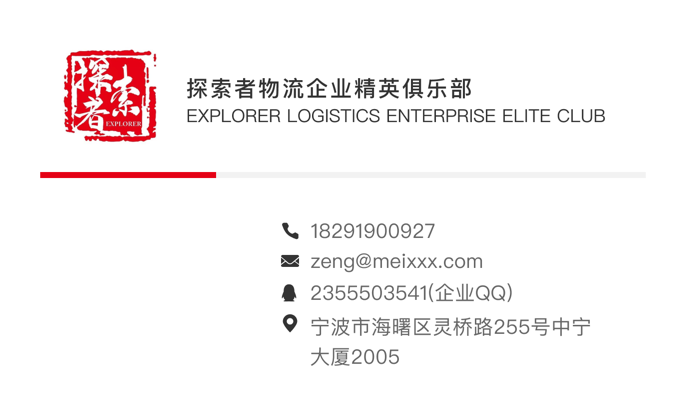 探索者
EXPLORER
探索者物流企业精英俱乐部
EXPLORER LOGISTICS ENTERPRISE ELITE CLUB
18291900927
zeng@meixxx.com
2355503541(企业QQ)
宁波市海曙区灵桥路255号中宁
大厦2005